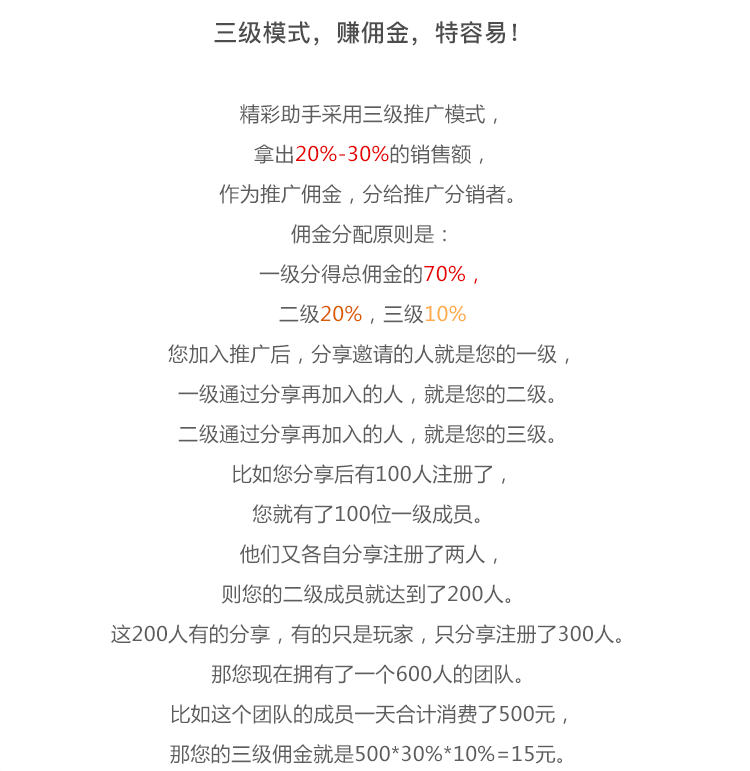 三级模式，赚佣金，特容易！
精彩助手采用三级推广模式，
拿出20%-30%的销售额，
作为推广佣金，分给推广分销者。
佣金分配原则是：
一级分得总佣金的70%，
二级20%，三级10%
您加入推广后，分享邀请的人就是您的一级，
一级通过分享再加入的人，就是您的二级。
二级通过分享再加入的人，就是您的三级。
比如您分享后有100人注册了，
您就有了100位一级成员。
他们又各自分享注册了两人，
则您的二级成员就达到了200人。
这200人有的分享，有的只是玩家，只分享注册了300人。
那您现在拥有了一个600人的团队。
比如这个团队的成员一天合计消费了500元，
那您的三级佣金就是500*30%*10%=15元。